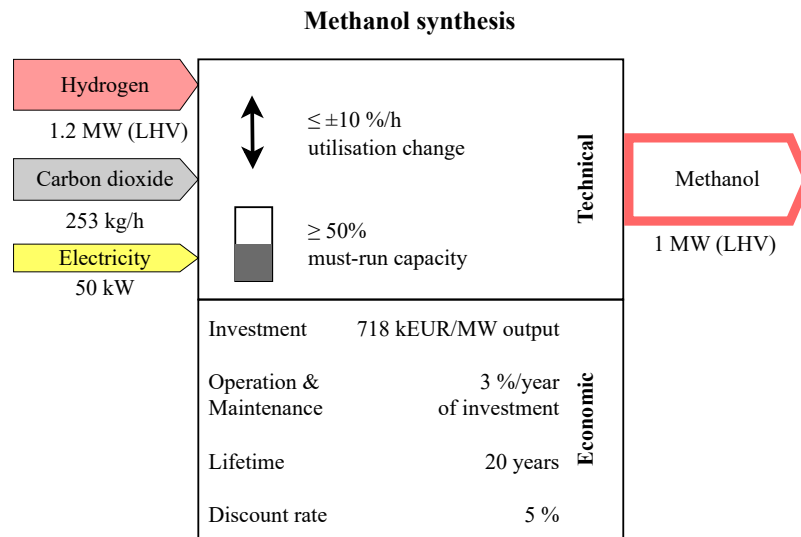 Methanol synthesis
Hydrogen
1.2 MW (LHV)
Carbon dioxide
253 kg/h
Electricity
50 kW
≤ ±10 %/h
utilisation change
≥ 50%
must-run capacity
Technical
Methanol
1 MW (LHV)
Investment 718 kEUR/MW output
Operation & 3 %/year
Maintenance of investment
Lifetime 20 years
Discount rate 5 %
Economic